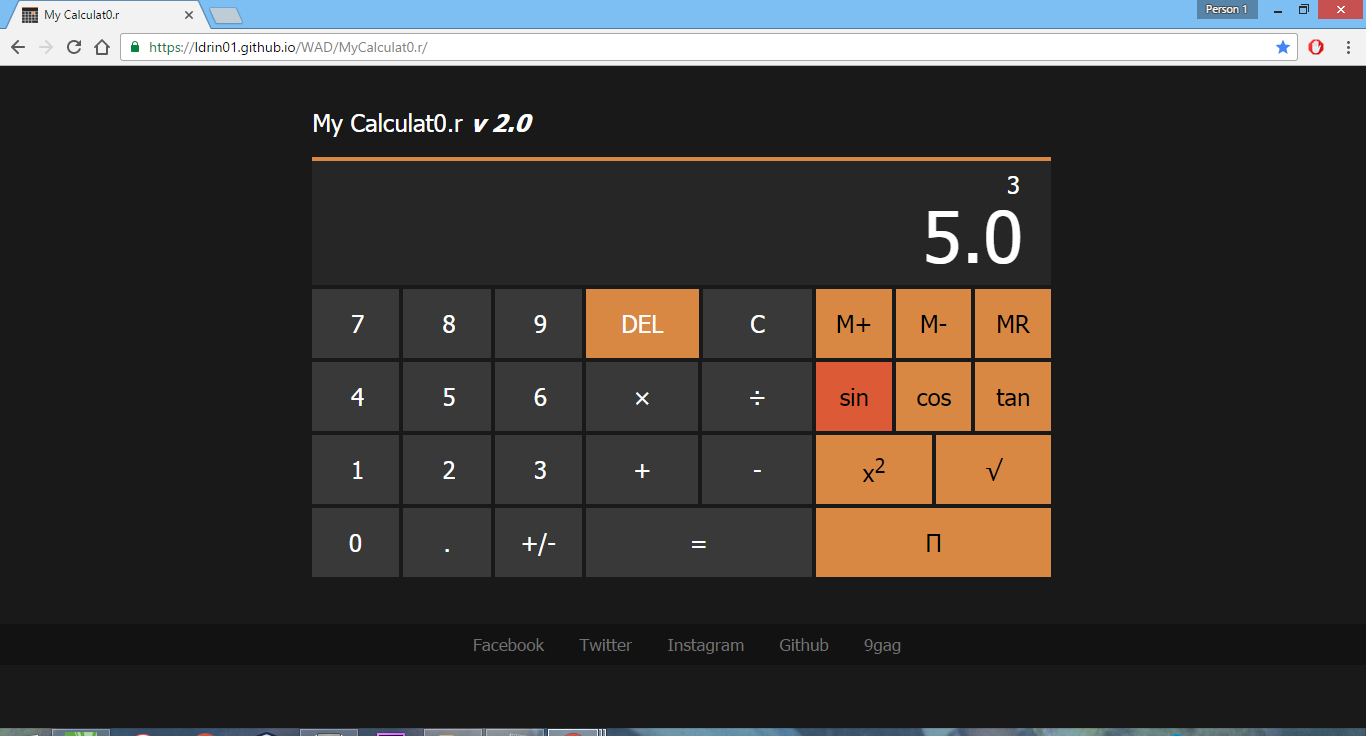 My Calculat0.r
Person 1
https://ldrin01.github.io/WAD/MyCalculat0.r/
My Calculat0.r v 2.0
3
5.0
7 8 9 DEL C M+ M- MR
4 5 6 × ÷ sin cos tan
1 2 3 + - x² √
0 . +/- = Π
Facebook Twitter Instagram Github 9gag